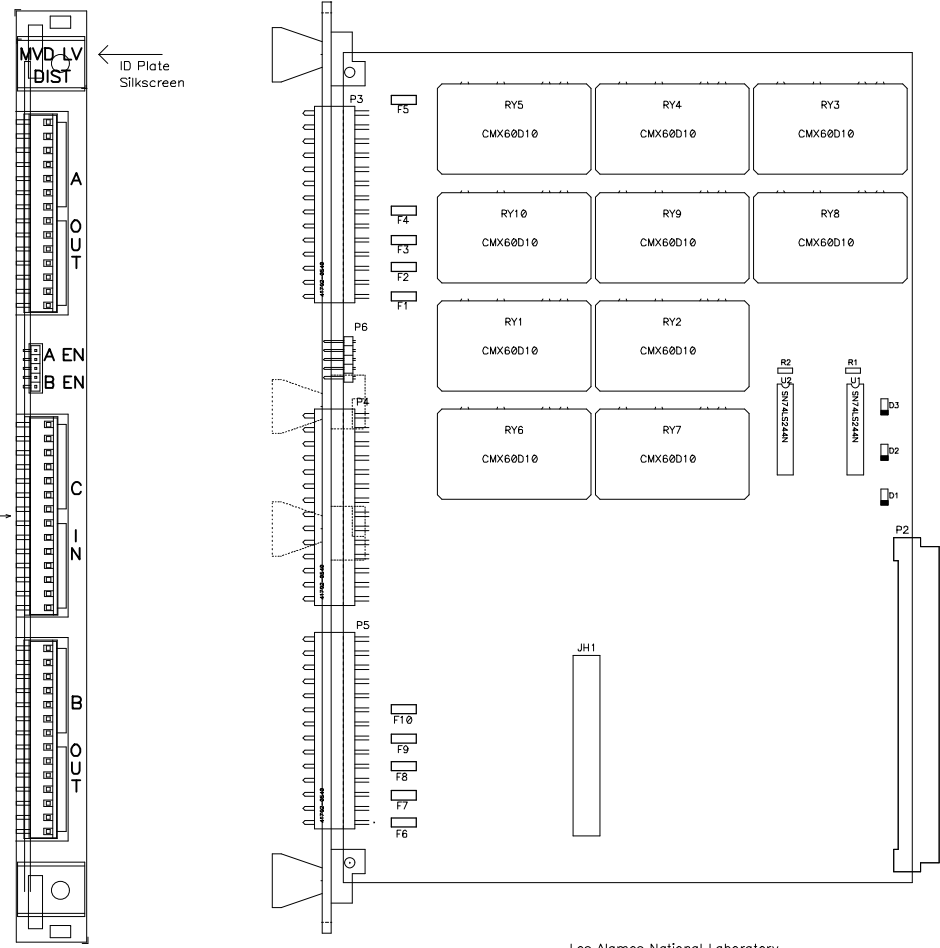 MVD LV
DIST
ID Plate
Silkscreen
A
OUT
A EN
B EN
C
IN
B
OUT
P3
F5
F4
F3
F2
F1
P6
P4
P5
F10
F9
F8
F7
F6
RY5
CMX60D10
RY4
CMX60D10
RY3
CMX60D10
RY10
CMX60D10
RY9
CMX60D10
RY8
CMX60D10
RY1
CMX60D10
RY2
CMX60D10
RY6
CMX60D10
RY7
CMX60D10
R2
U2
SN74LS244N
R1
U1
SN74LS244N
D3
D2
D1
P2
JH1
Los Alamos National Laboratory